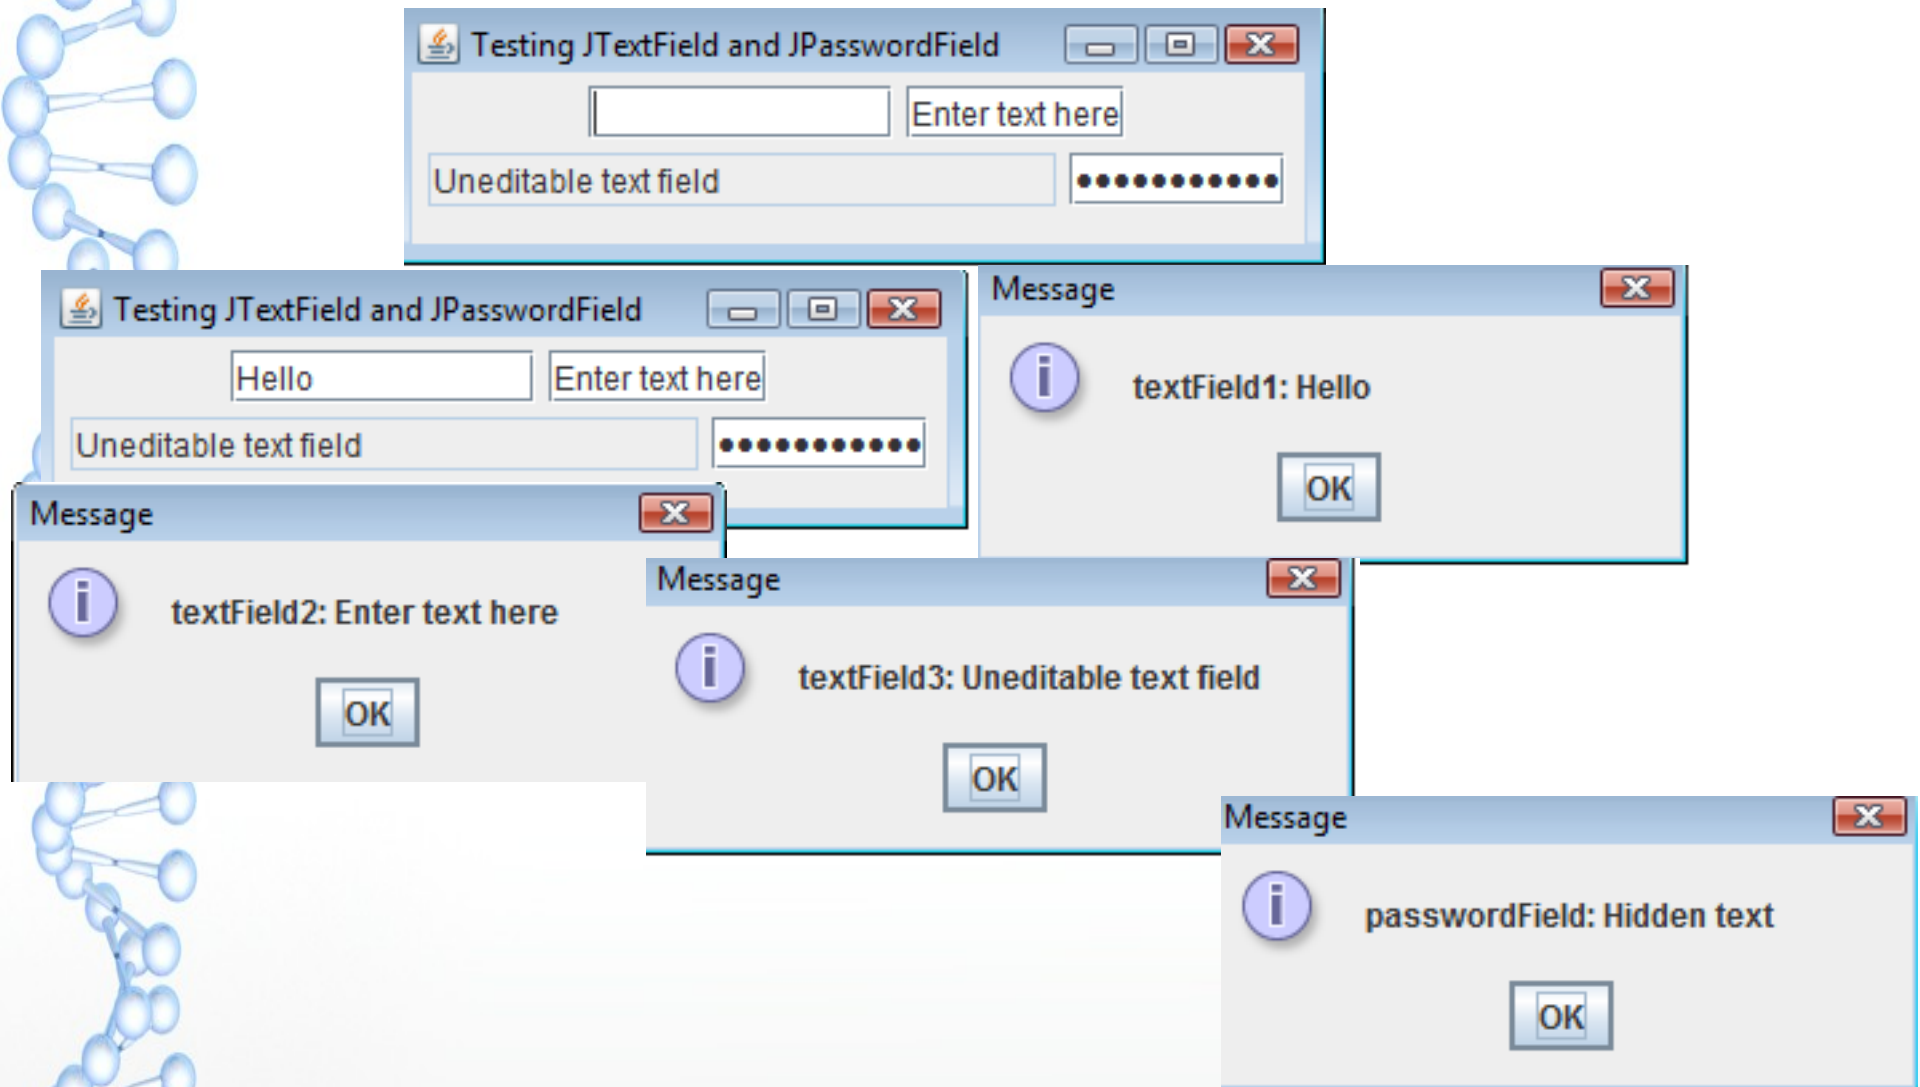 Testing JTextField and JPasswordField
Enter text here
Uneditable text field
●●●●●●●●●●●
Testing JTextField and JPasswordField
Hello
Enter text here
Uneditable text field
●●●●●●●●●●●
Message
textField1: Hello
OK
Message
textField2: Enter text here
OK
Message
textField3: Uneditable text field
OK
Message
passwordField: Hidden text
OK